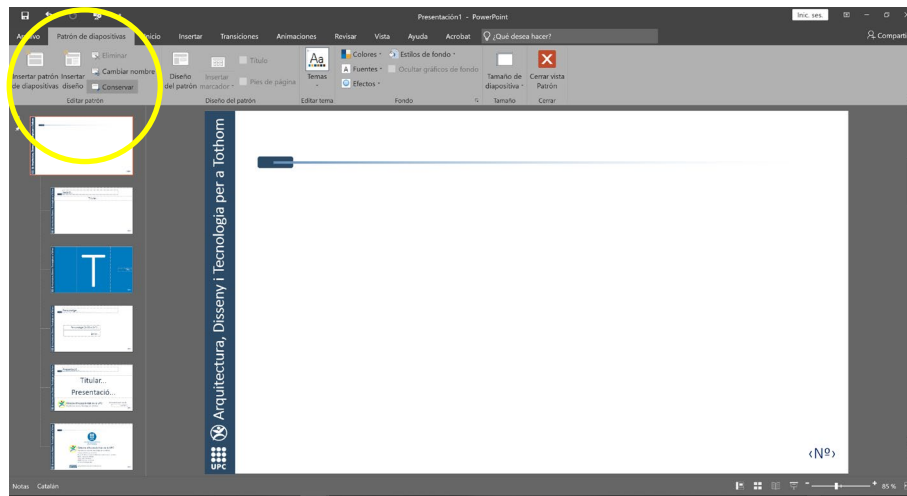 Presentación1 - PowerPoint
Inic. ses.
Archivo Patrón de diapositivas Inicio Insertar Transiciones Animaciones Revisar Vista Ayuda Acrobat ¿Qué desea hacer? Comparti
Insertar patrón de diapositivas
Insertar diseño
Eliminar
Cambiar nombre
Conservar
Editar patrón
Diseño del patrón
Insertar marcador
Título
Pies de página
Diseño del patrón
Aa
Temas
Editar tema
Colores
Fuentes
Efectos
Estilos de fondo
Ocultar gráficos de fondo
Fondo
Tamaño de diapositiva
Tamaño
Cerrar vista Patrón
Cerrar
T
Titular...
Presentació...
Arquitectura, Disseny i Tecnologia per a Tothom
UPC
‹Nº›
Notas Catalán
85 %